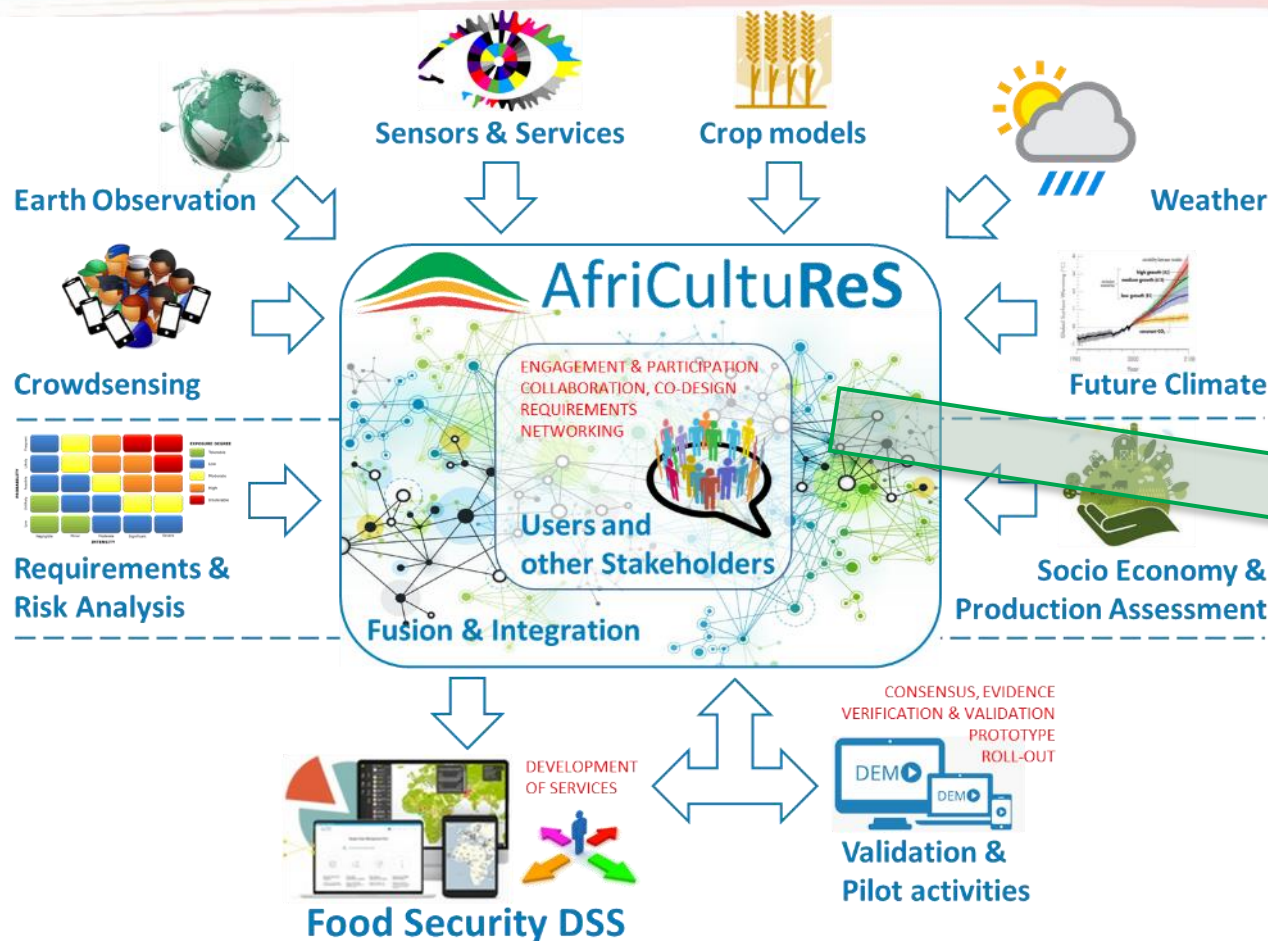 Sensors & Services
Crop models
Earth Observation
Weather
AfriCultuReS
ENGAGEMENT & PARTICIPATION
COLLABORATION, CO-DESIGN
REQUIREMENTS
NETWORKING
Crowdsensing
Future Climate
Users and
other Stakeholders
Requirements &
Risk Analysis
Socio Economy &
Production Assessment
Fusion & Integration
CONSENSUS, EVIDENCE
VERIFICATION & VALIDATION
PROTOTYPE
ROLL-OUT
DEVELOPMENT
OF SERVICES
DEMO
DEMO
Validation &
Pilot activities
Food Security DSS